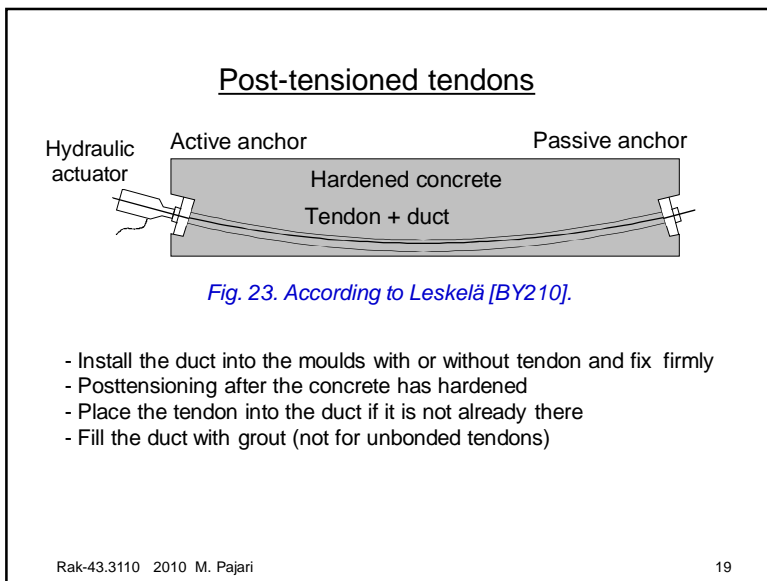 Post-tensioned tendons
Hydraulic actuator
Active anchor
Passive anchor
Hardened concrete
Tendon + duct
Fig. 23. According to Leskelä [BY210].
- Install the duct into the moulds with or without tendon and fix firmly
- Posttensioning after the concrete has hardened
- Place the tendon into the duct if it is not already there
- Fill the duct with grout (not for unbonded tendons)
Rak-43.3110 2010 M. Pajari
19